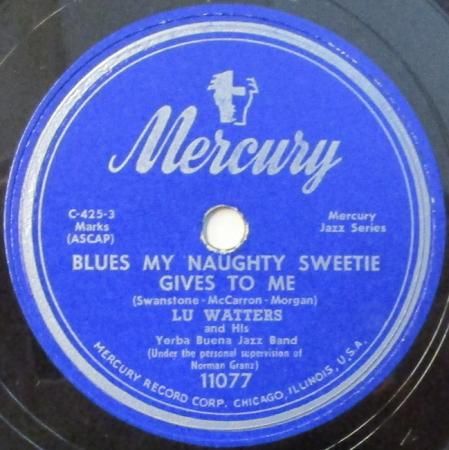 Mercury
C-425-3
Marks
(ASCAP)
Mercury
Jazz Series
BLUES MY NAUGHTY SWEETIE
GIVES TO ME
(Swanstone - McCarron - Morgan)
LU WATTERS
and His
Yerba Buena Jazz Band
(Under the personal supervision of
Norman Granz)
11077
MERCURY RECORD CORP. CHICAGO, ILLINOIS, U.S.A.